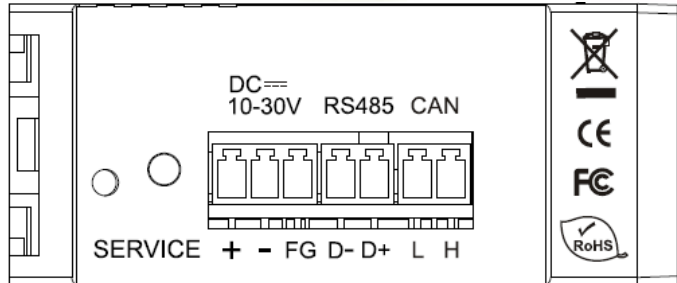 DC
10-30V RS485 CAN
CE
FC
RoHS
SERVICE + - FG D- D+ L H